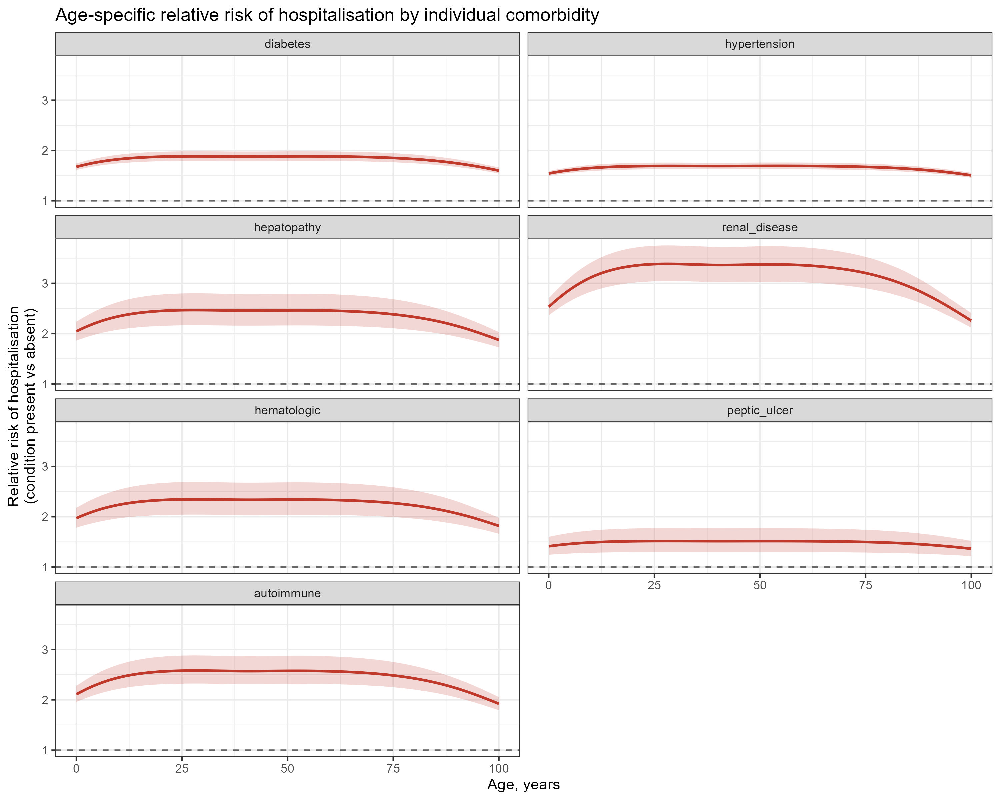 Age-specific relative risk of hospitalisation by individual comorbidity
diabetes
hypertension
3
2
1
hepatopathy
renal_disease
3
2
1
Relative risk of hospitalisation
(condition present vs absent)
hematologic
peptic_ulcer
3
2
1
0 25 50 75 100
autoimmune
3
2
1
0 25 50 75 100
Age, years